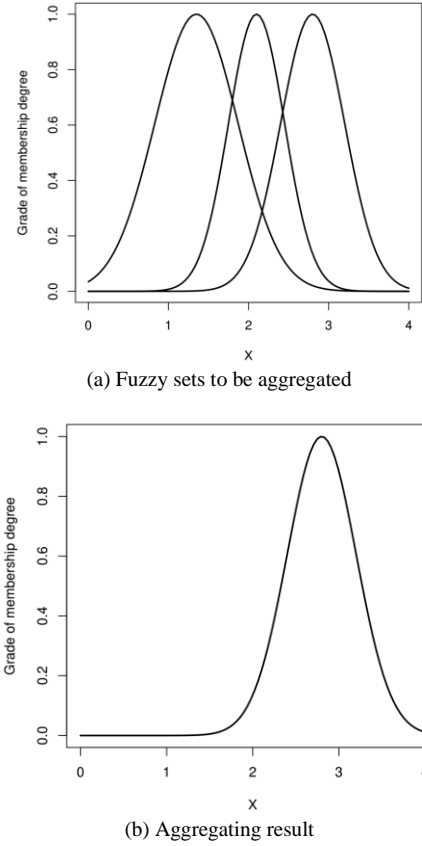 1.0
0.8
0.6
0.4
0.2
0.0
Grade of membership degree
0 1 2 3 4
X
(a) Fuzzy sets to be aggregated
1.0
0.8
0.6
0.4
0.2
0.0
Grade of membership degree
0 1 2 3 4
X
(b) Aggregating result